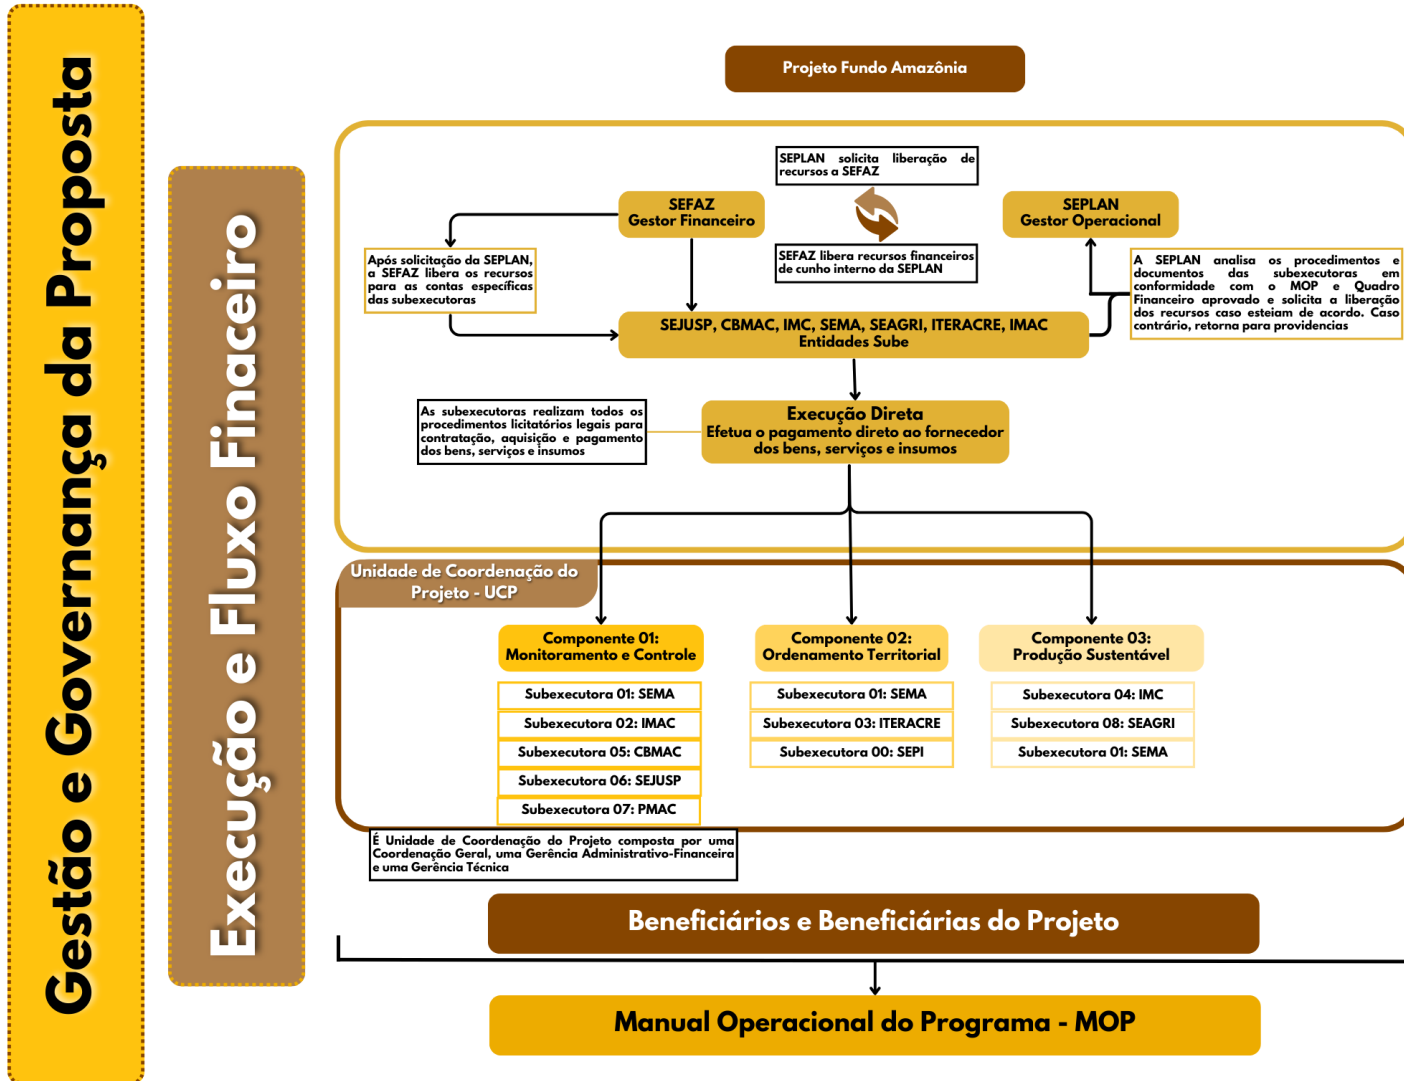 Gestão e Governança da Proposta
Execução e Fluxo Finaceiro
Projeto Fundo Amazônia
SEPLAN solicita liberação de
recursos a SEFAZ
SEFAZ
Gestor Financeiro
SEPLAN
Gestor Operacional
SEFAZ libera recursos financeiros
de cunho interno da SEPLAN
Após solicitação da SEPLAN,
a SEFAZ libera os recursos
para as contas específicas
das subexecutoras
A SEPLAN analisa os procedimentos e
documentos das subexecutoras em
conformidade com o MOP e Quadro
Financeiro aprovado e solicita a liberação
dos recursos caso esteiam de acordo. Caso
contrário, retorna para providencias
SEJUSP, CBMAC, IMC, SEMA, SEAGRI, ITERACRE, IMAC
Entidades Sube
As subexecutoras realizam todos os
procedimentos licitatórios legais para
contratação, aquisição e pagamento
dos bens, serviços e insumos
Execução Direta
Efetua o pagamento direto ao fornecedor
dos bens, serviços e insumos
Unidade de Coordenação do
Projeto - UCP
Componente 01:
Monitoramento e Controle
Subexecutora 01: SEMA
Subexecutora 02: IMAC
Subexecutora 05: CBMAC
Subexecutora 06: SEJUSP
Subexecutora 07: PMAC
Componente 02:
Ordenamento Territorial
Subexecutora 01: SEMA
Subexecutora 03: ITERACRE
Subexecutora 00: SEPI
Componente 03:
Produção Sustentável
Subexecutora 04: IMC
Subexecutora 08: SEAGRI
Subexecutora 01: SEMA
É Unidade de Coordenação do Projeto composta por uma
Coordenação Geral, uma Gerência Administrativo-Financeira
e uma Gerência Técnica
Beneficiários e Beneficiárias do Projeto
Manual Operacional do Programa - MOP